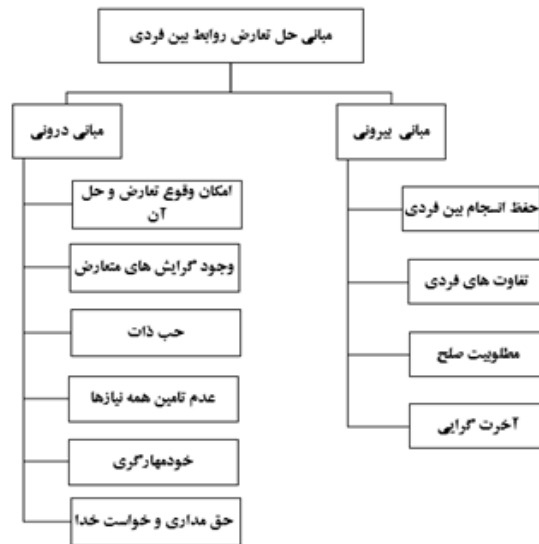 مبانی حل تعارض روابط بین فردی
مبانی بیرونی
حفظ انسجام بین فردی
تفاوت های فردی
مطلوبیت صلح
آخرت گرایی
مبانی درونی
امکان وقوع تعارض و حل
آن
وجود گرایش های متعارض
حب ذات
عدم تامین همه نیازها
خودمهارگری
حق مداری و خواست خدا